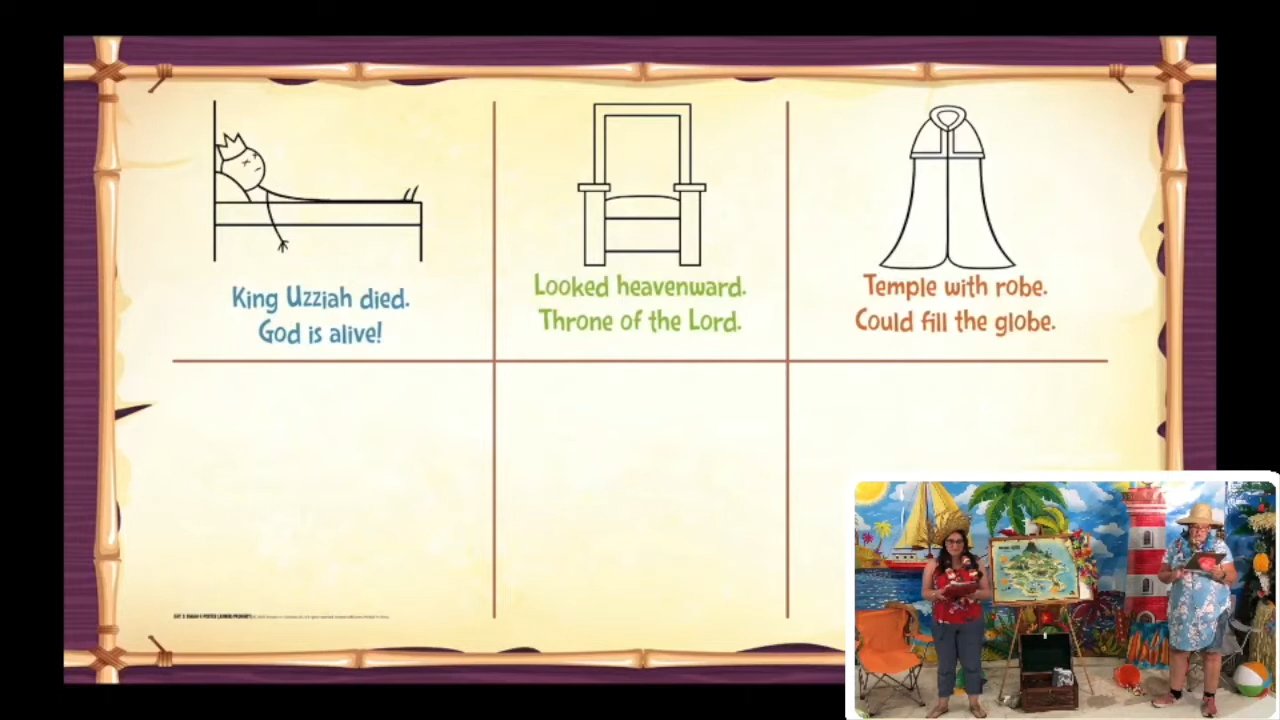 King Uzziah died.
God is alive!
Looked heavenward.
Throne of the Lord.
Temple with robe.
Could fill the globe.